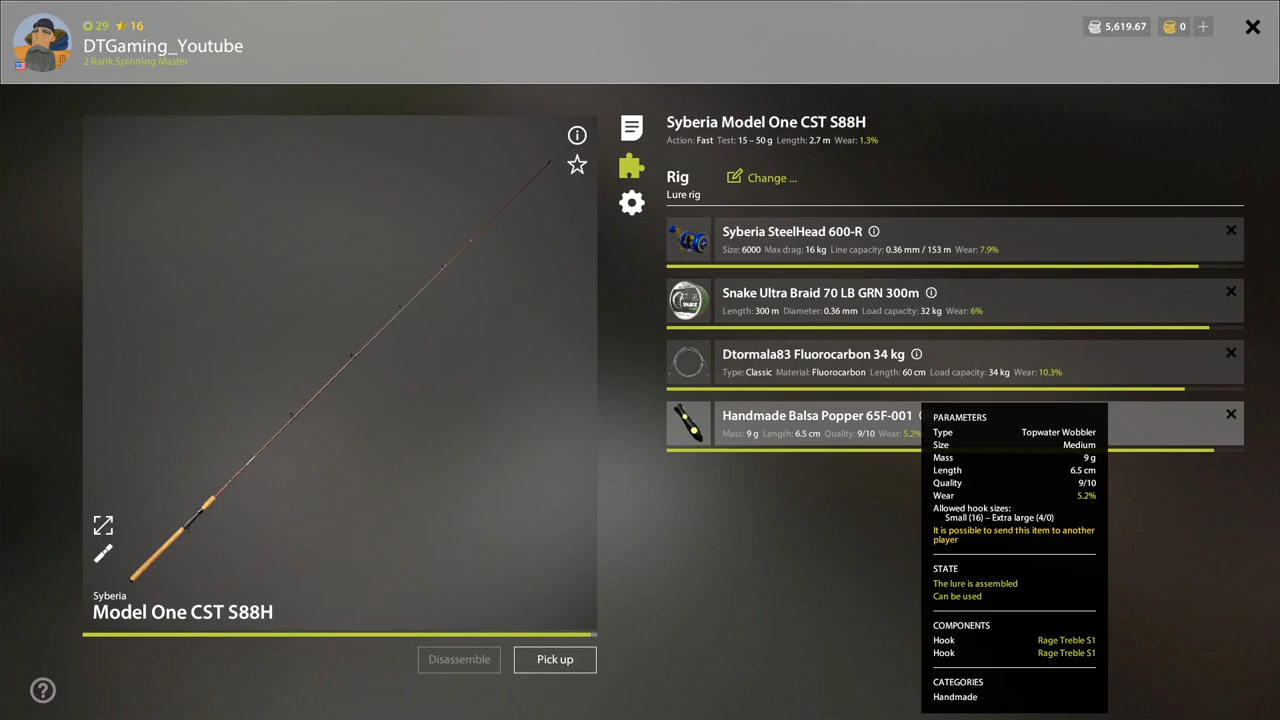 29 16
DTGaming_Youtube
2 Rank Spinning Master
5,619.67
0
Syberia Model One CST S88H
Action: Fast Test: 15 – 50 g Length: 2.7 m Wear: 1.3%
Rig
Change ...
Lure rig
Syberia SteelHead 600-R
Size: 6000 Max drag: 16 kg Line capacity: 0.36 mm / 153 m Wear: 7.9%
Snake Ultra Braid 70 LB GRN 300m
Length: 300 m Diameter: 0.36 mm Load capacity: 32 kg Wear: 6%
Dtormala83 Fluorocarbon 34 kg
Type: Classic Material: Fluorocarbon Length: 60 cm Load capacity: 34 kg Wear: 10.3%
Handmade Balsa Popper 65F-001
Mass: 9 g Length: 6.5 cm Quality: 9/10 Wear: 5.2%
PARAMETERS
Type Topwater Wobbler
Size Medium
Mass 9 g
Length 6.5 cm
Quality 9/10
Wear 5.2%
Allowed hook sizes:
Small (16) – Extra large (4/0)
It is possible to send this item to another
player
STATE
The lure is assembled
Can be used
COMPONENTS
Hook Rage Treble S1
Hook Rage Treble S1
CATEGORIES
Handmade
Syberia
Model One CST S88H
Disassemble
Pick up
?